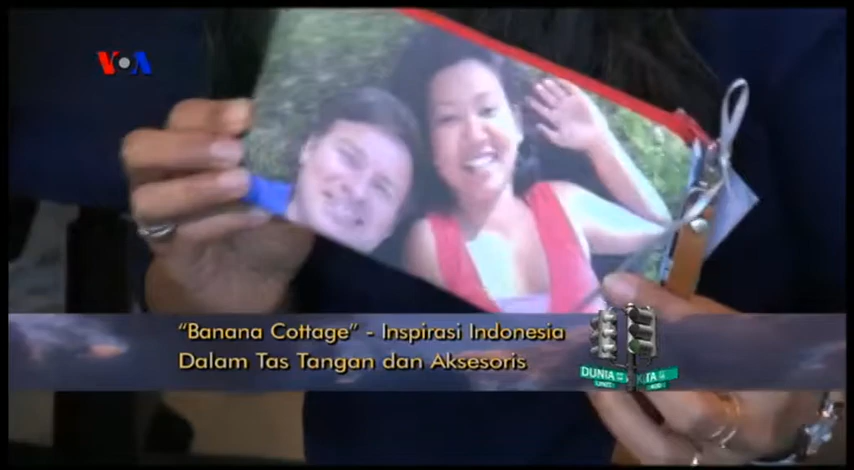 VOA
"Banana Cottage" - Inspirasi Indonesia
Dalam Tas Tangan dan Aksesoris
DUNIA KITA